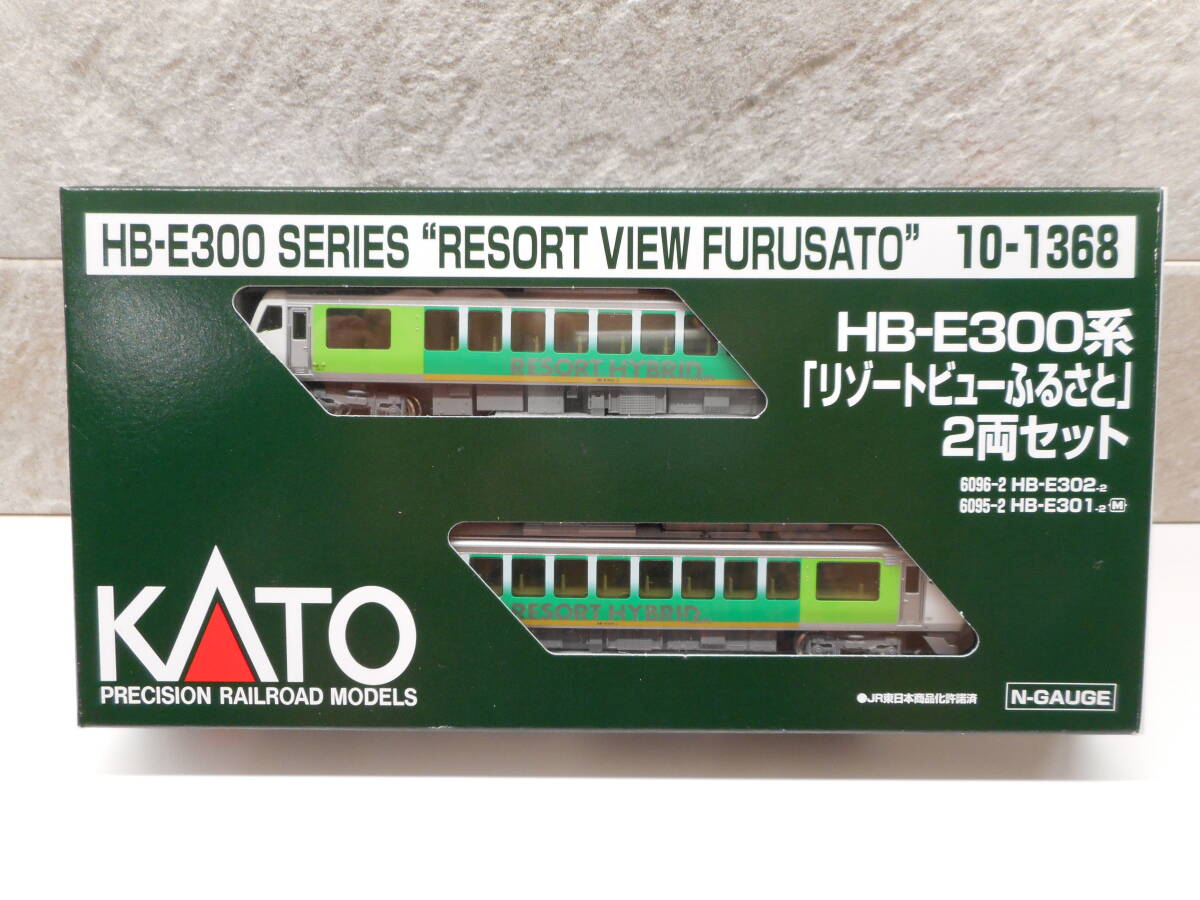 HB-E300 SERIES “RESORT VIEW FURUSATO” 10-1368
HB-E300系
「リゾートビューふるさと」
2両セット
6096-2 HB-E302-2
6095-2 HB-E301-2 M
RESORT HYBRID
RESORT HYBRID
KATO
PRECISION RAILROAD MODELS
●JR東日本商品化許諾済
N-GAUGE